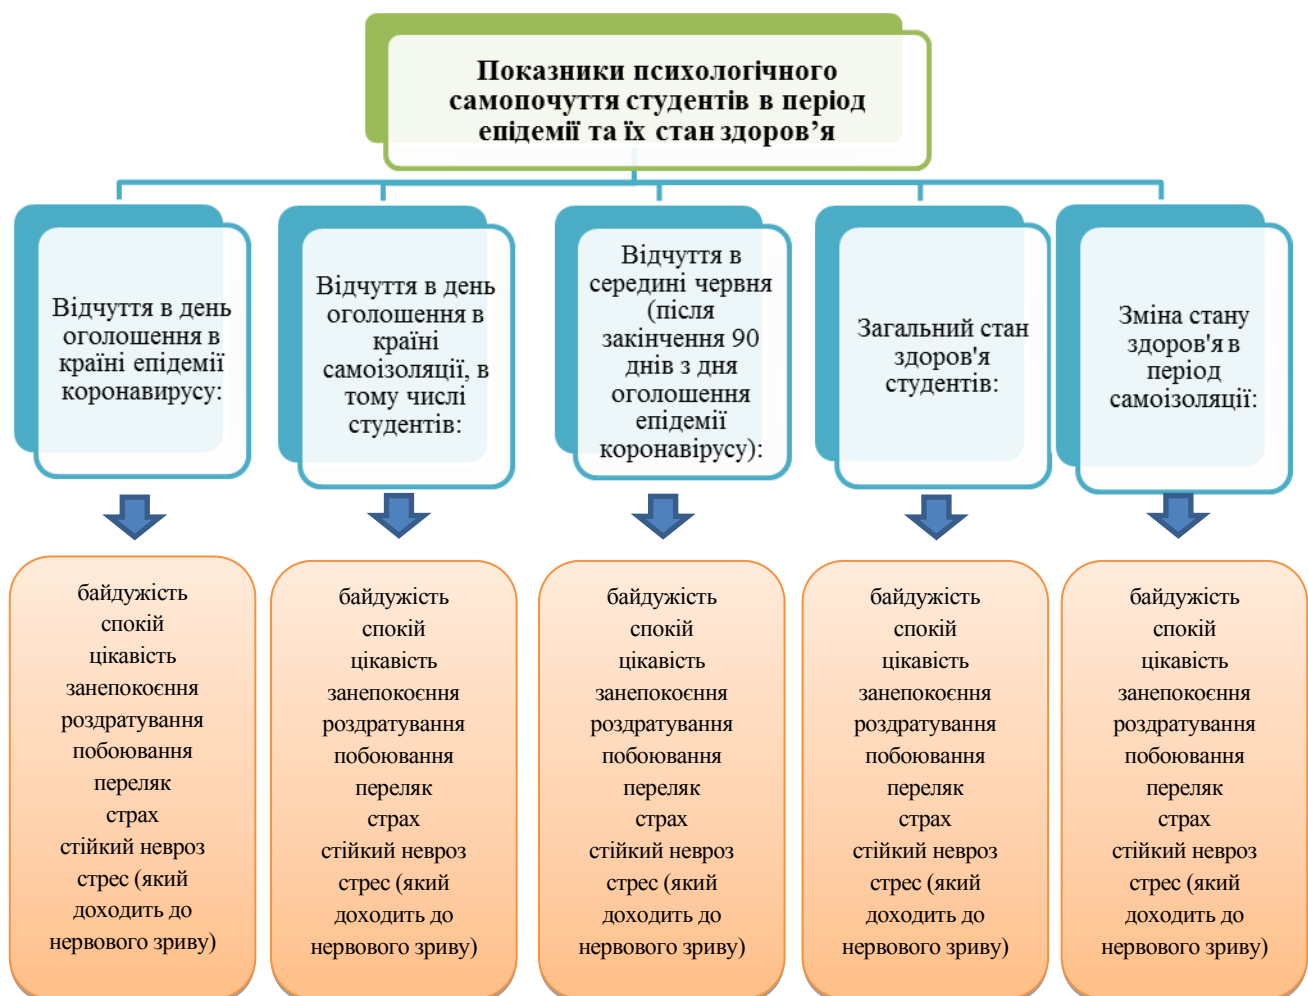 Показники психологічного
самопочуття студентів в період
епідемії та їх стан здоров’я
Відчуття в день
оголошення в
країні епідемії
коронавирусу:
Відчуття в день
оголошення в
країні
самоізоляції, в
тому числі
студентів:
Відчуття в
середині червня
(після
закінчення 90
днів з дня
оголошення
епідемії
коронавірусу):
Загальний стан
здоров'я
студентів:
Зміна стану
здоров'я в
період
самоізоляції:
байдужість
спокій
цікавість
занепокоєння
роздратування
побоювання
переляк
страх
стійкий невроз
стрес (який
доходить до
нервового зриву)
байдужість
спокій
цікавість
занепокоєння
роздратування
побоювання
переляк
страх
стійкий невроз
стрес (який
доходить до
нервового зриву)
байдужість
спокій
цікавість
занепокоєння
роздратування
побоювання
переляк
страх
стійкий невроз
стрес (який
доходить до
нервового зриву)
байдужість
спокій
цікавість
занепокоєння
роздратування
побоювання
переляк
страх
стійкий невроз
стрес (який
доходить до
нервового зриву)
байдужість
спокій
цікавість
занепокоєння
роздратування
побоювання
переляк
страх
стійкий невроз
стрес (який
доходить до
нервового зриву)